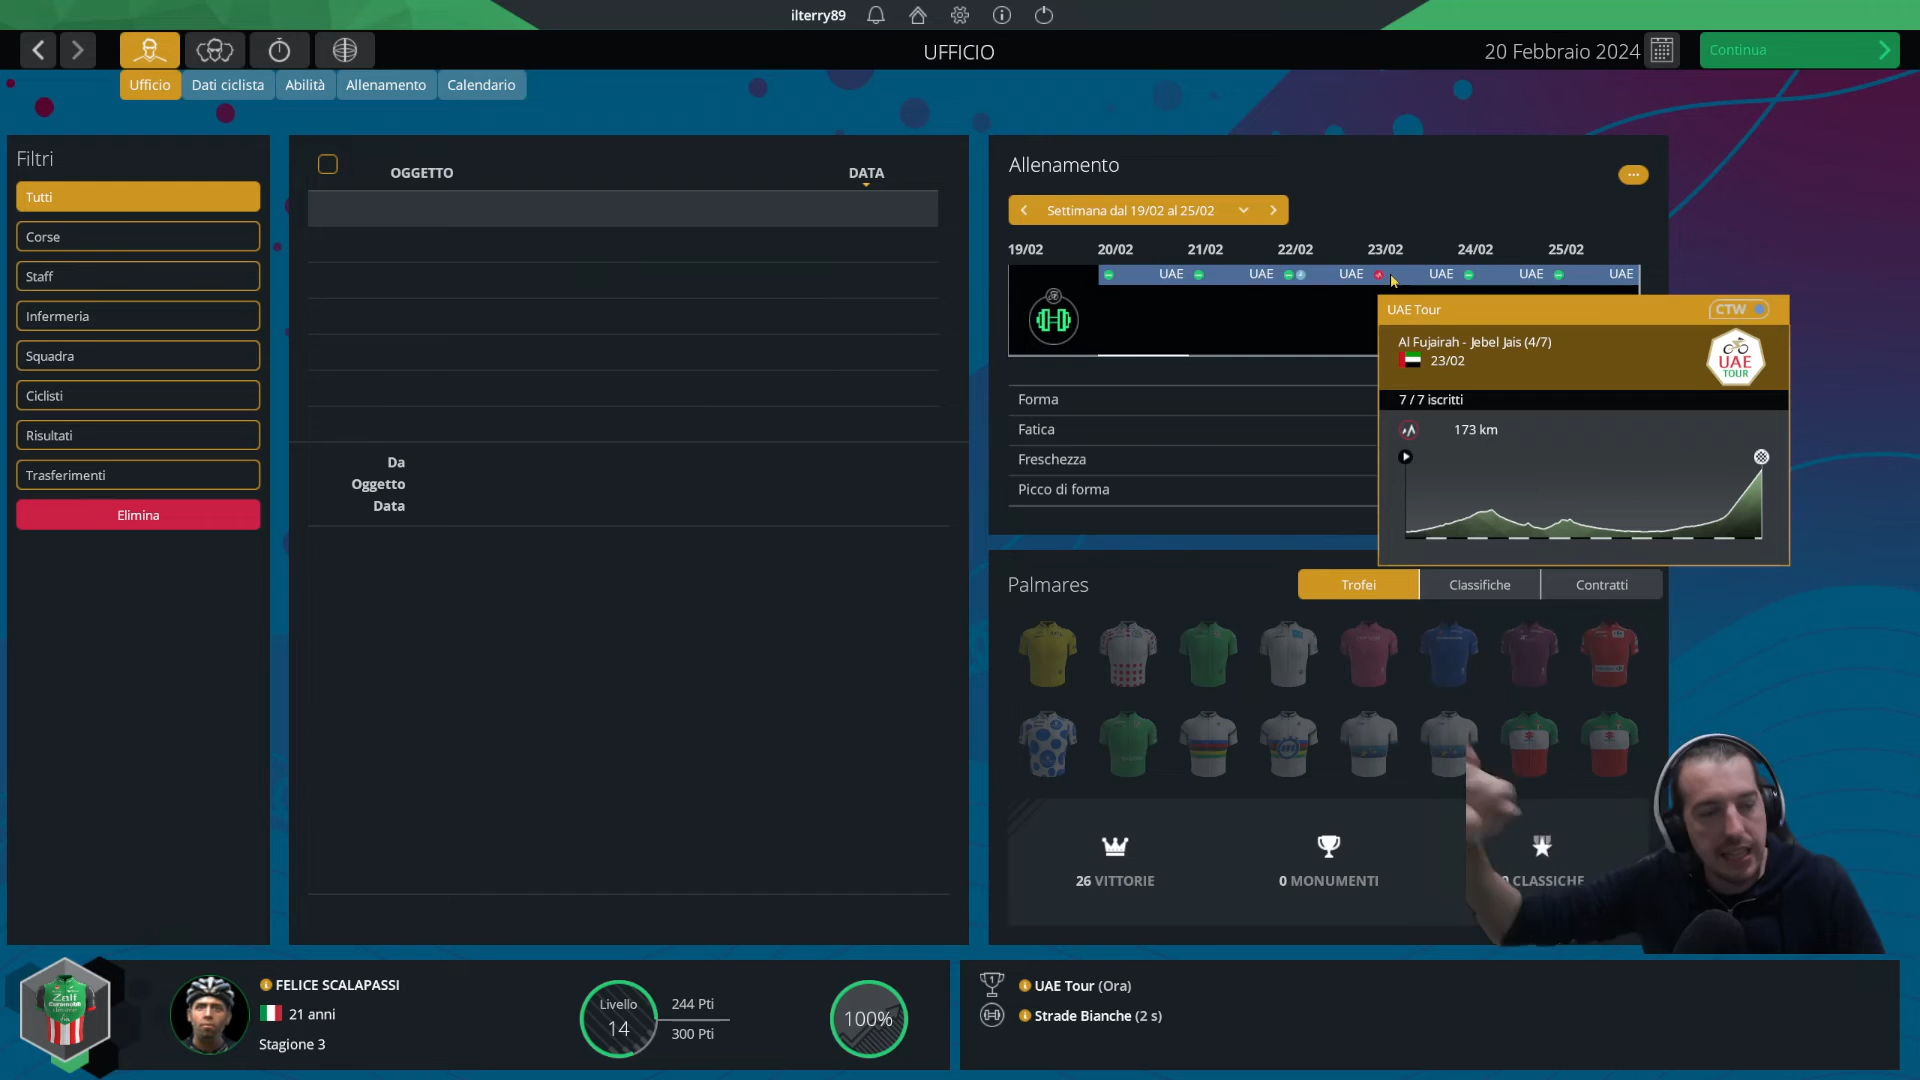 ilterry89
UFFICIO
20 Febbraio 2024
Continua
Ufficio
Dati ciclista
Abilità
Allenamento
Calendario
Filtri
Tutti
Corse
Staff
Infermeria
Squadra
Ciclisti
Risultati
Trasferimenti
Elimina
OGGETTO
DATA
Da
Oggetto
Data
Allenamento
Settimana dal 19/02 al 25/02
19/02 20/02 21/02 22/02 23/02 24/02 25/02
UAE UAE UAE UAE UAE UAE
UAE Tour
CTW
Al Fujairah - Jebel Jais (4/7)
23/02
UAE
TOUR
7 / 7 iscritti
173 km
Forma
Fatica
Freschezza
Picco di forma
Palmares
Trofei
Classifiche
Contratti
26 VITTORIE
0 MONUMENTI
CLASSICHE
Zalf
FELICE SCALAPASSI
21 anni
Stagione 3
Livello
14
244 Pti
300 Pti
100%
UAE Tour (Ora)
Strade Bianche (2 s)